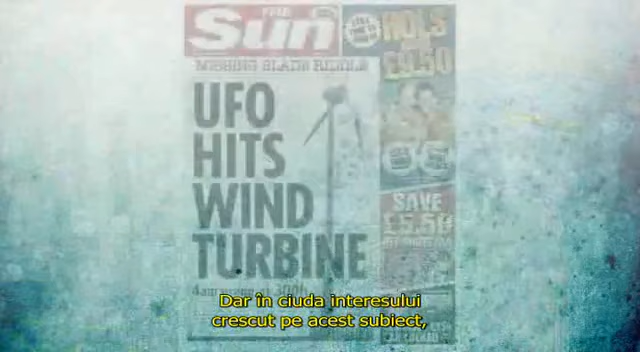 THE
Sun
HOLS
£9.50
MISSING BLADE RIDDLE
UFO
HITS
WIND
TURBINE
SAVE
£5.50
Dar în ciuda interesului
crescut pe acest subiect,